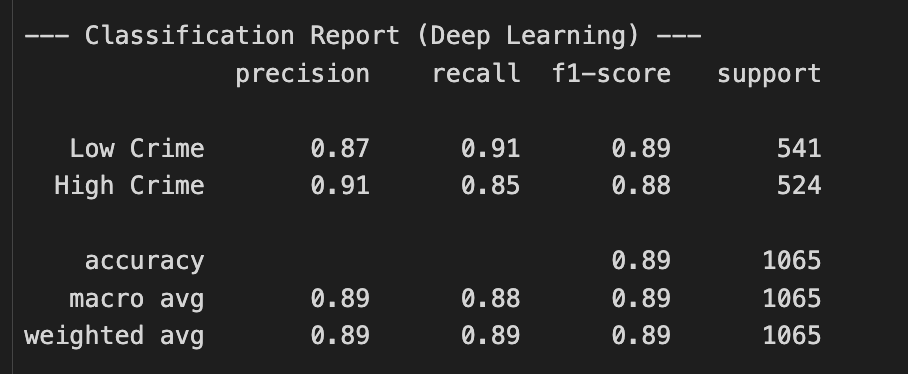 --- Classification Report (Deep Learning) ---
precision recall f1-score support
Low Crime 0.87 0.91 0.89 541
High Crime 0.91 0.85 0.88 524
accuracy 0.89 1065
macro avg 0.89 0.88 0.89 1065
weighted avg 0.89 0.89 0.89 1065